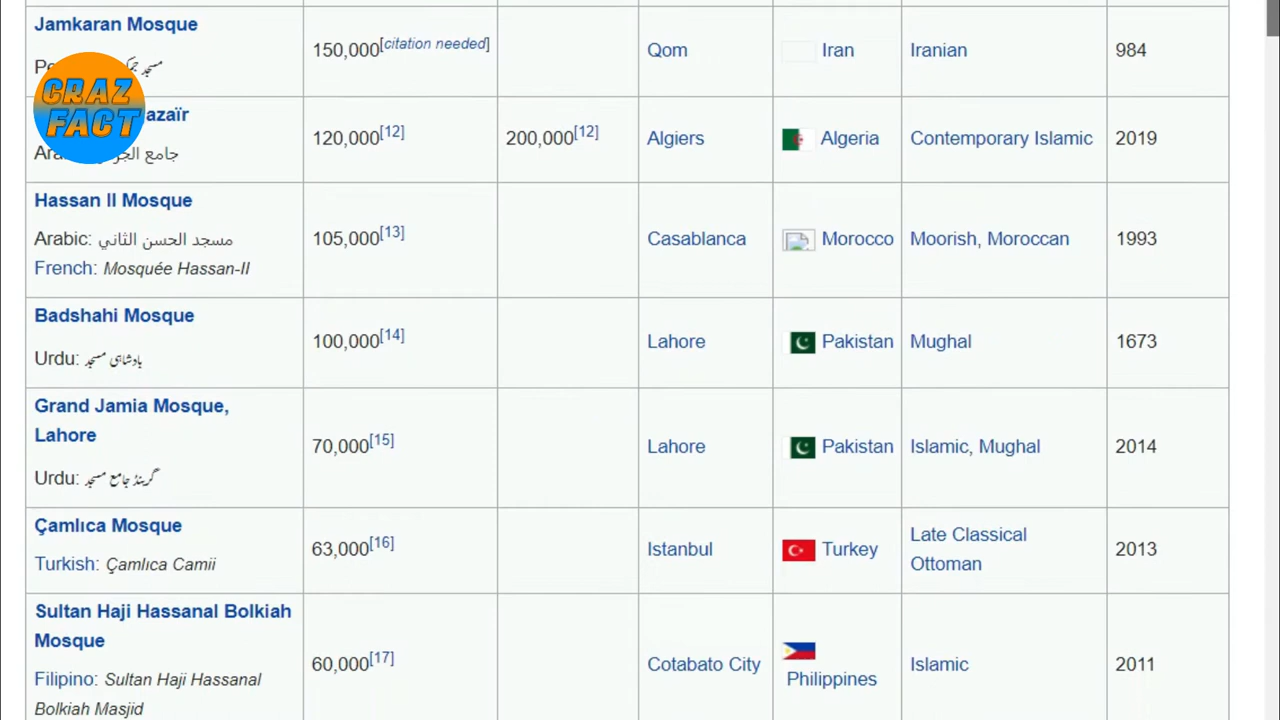 Jamkaran Mosque
مسجد جمکـ
150,000[citation needed]
Qom
Iran
Iranian
984
CRAZ
FACT
azaïr
جامع الجز
120,000[12]
200,000[12]
Algiers
Algeria
Contemporary Islamic
2019
Hassan II Mosque
Arabic: مسجد الحسن الثاني
French: Mosquée Hassan-II
105,000[13]
Casablanca
Morocco
Moorish, Moroccan
1993
Badshahi Mosque
Urdu: بادشاہی مسجد
100,000[14]
Lahore
Pakistan
Mughal
1673
Grand Jamia Mosque,
Lahore
Urdu: گرینڈ جامع مسجد
70,000[15]
Lahore
Pakistan
Islamic, Mughal
2014
Çamlıca Mosque
Turkish: Çamlıca Camii
63,000[16]
Istanbul
Turkey
Late Classical
Ottoman
2013
Sultan Haji Hassanal Bolkiah
Mosque
Filipino: Sultan Haji Hassanal
Bolkiah Masjid
60,000[17]
Cotabato City
Philippines
Islamic
2011